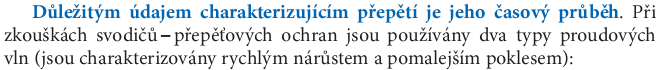 Důležitým údajem charakterizujícím přepětí je jeho časový průběh. Při
zkouškách svodičů – přepěťových ochran jsou používány dva typy proudových
vln (jsou charakterizovány rychlým nárůstem a pomalejším poklesem):